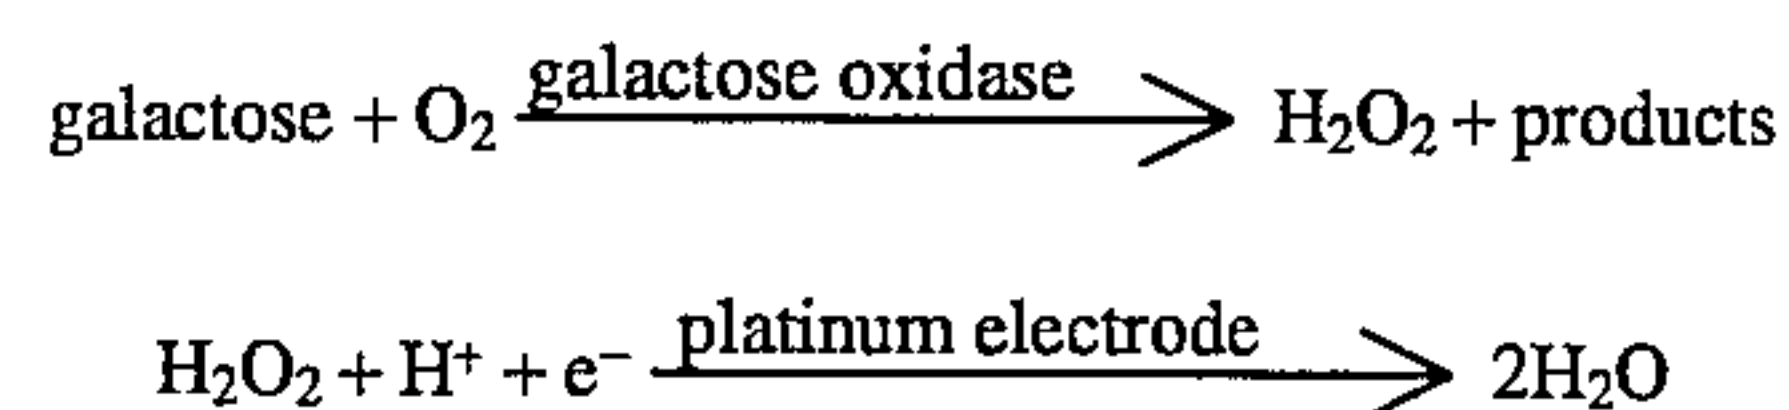 galactose + O₂ galactose oxidase → H₂O₂ + products
H₂O₂ + H⁺ + e⁻ platinum electrode → 2H₂O